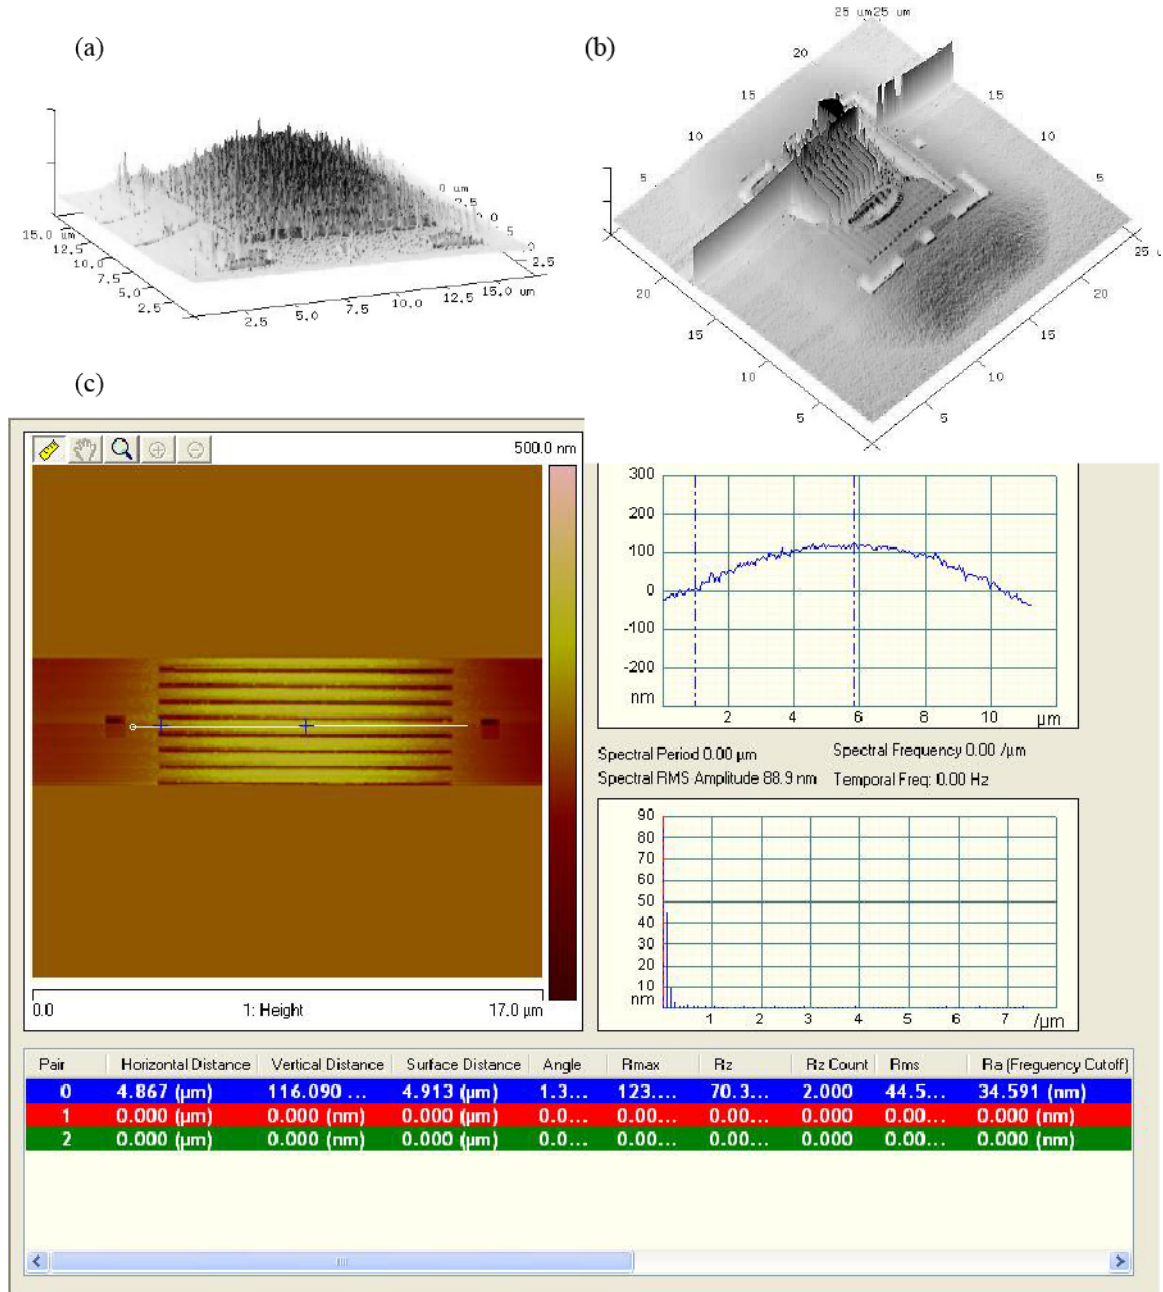 (a)
15.0 um
12.5
10.0
7.5
5.0
2.5
2.5
5.0
7.5
10.0
12.5
15.0 um
0 um
2.5
2.5
(b)
25 um 25 um
20
15
10
5
20
15
10
5
20
15
10
5
25 u
20
15
10
5
(c)
500.0 nm
0.0 1: Height 17.0 µm
300
200
100
0
-100
-200
nm
2 4 6 8 10 µm
Spectral Period 0.00 µm Spectral Frequency 0.00 /µm
Spectral RMS Amplitude 88.9 nm Temporal Freq: 0.00 Hz
90
80
70
60
50
40
30
20
10
nm
1 2 3 4 5 6 7 /µm
Pair Horizontal Distance Vertical Distance Surface Distance Angle Rmax Rz Rz Count Rms Ra (Freguency Cutoff)
0 4.867 (µm) 116.090 ... 4.913 (µm) 1.3... 123.... 70.3... 2.000 44.5... 34.591 (nm)
1 0.000 (µm) 0.000 (nm) 0.000 (µm) 0.0... 0.00... 0.00... 0.000 0.00... 0.000 (nm)
2 0.000 (µm) 0.000 (nm) 0.000 (µm) 0.0... 0.00... 0.00... 0.000 0.00... 0.000 (nm)